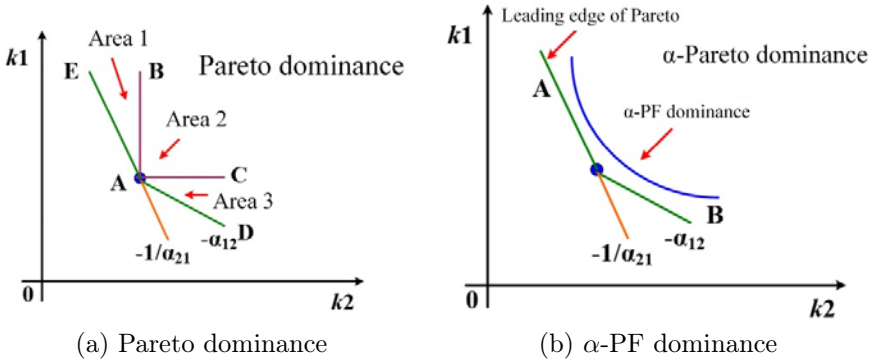 k1
Area 1
E
B
Pareto dominance
Area 2
A
C
Area 3
-1/α21
-α12D
0
k2
(a) Pareto dominance
Leading edge of Pareto
k1
α-Pareto dominance
A
α-PF dominance
B
-α12
-1/α21
0
k2
(b) α-PF dominance